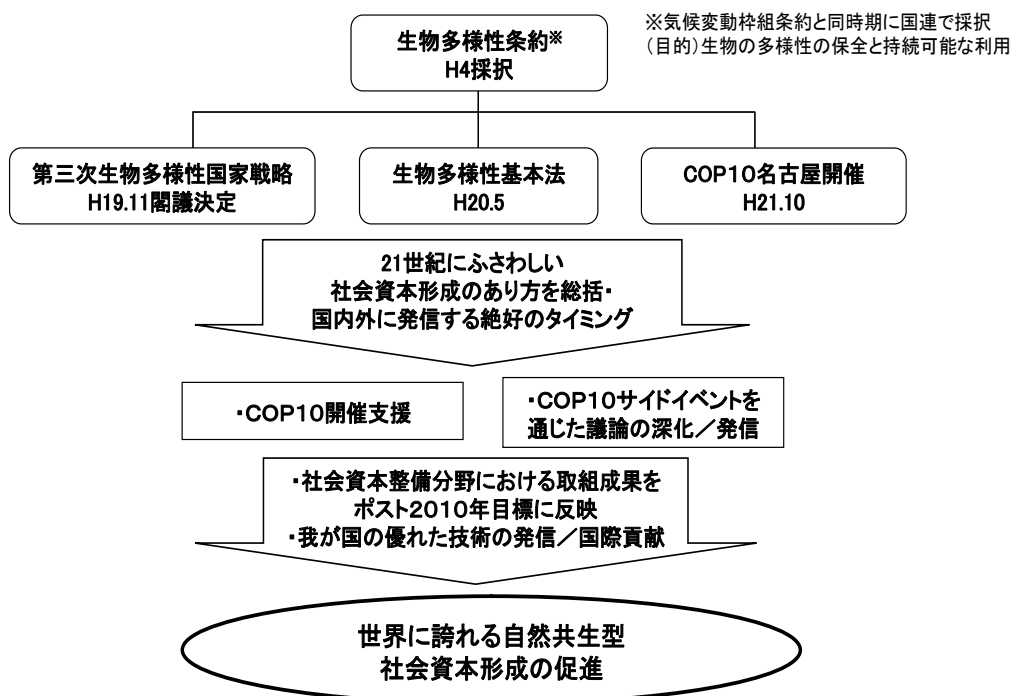 生物多様性条約※
H4採択
※気候変動枠組条約と同時期に国連で採択
(目的)生物の多様性の保全と持続可能な利用
第三次生物多様性国家戦略
H19.11閣議決定
生物多様性基本法
H20.5
COP10名古屋開催
H21.10
21世紀にふさわしい
社会資本形成のあり方を総括・
国内外に発信する絶好のタイミング
・COP10開催支援
・COP10サイドイベントを
通じた議論の深化/発信
・社会資本整備分野における取組成果を
ポスト2010年目標に反映
・我が国の優れた技術の発信/国際貢献
世界に誇れる自然共生型
社会資本形成の促進